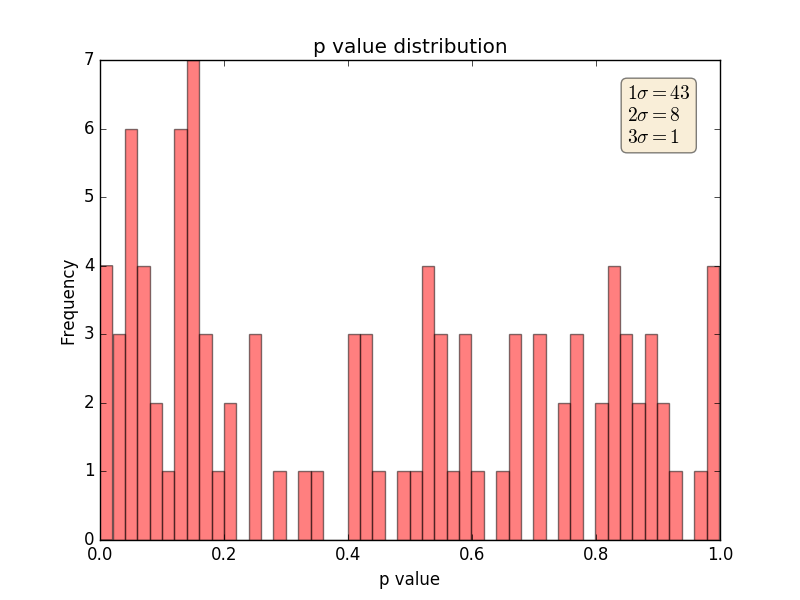 p value distribution
1σ = 43
2σ = 8
3σ = 1
7
6
5
4
3
2
1
0
Frequency
0.0 0.2 0.4 0.6 0.8 1.0
p value